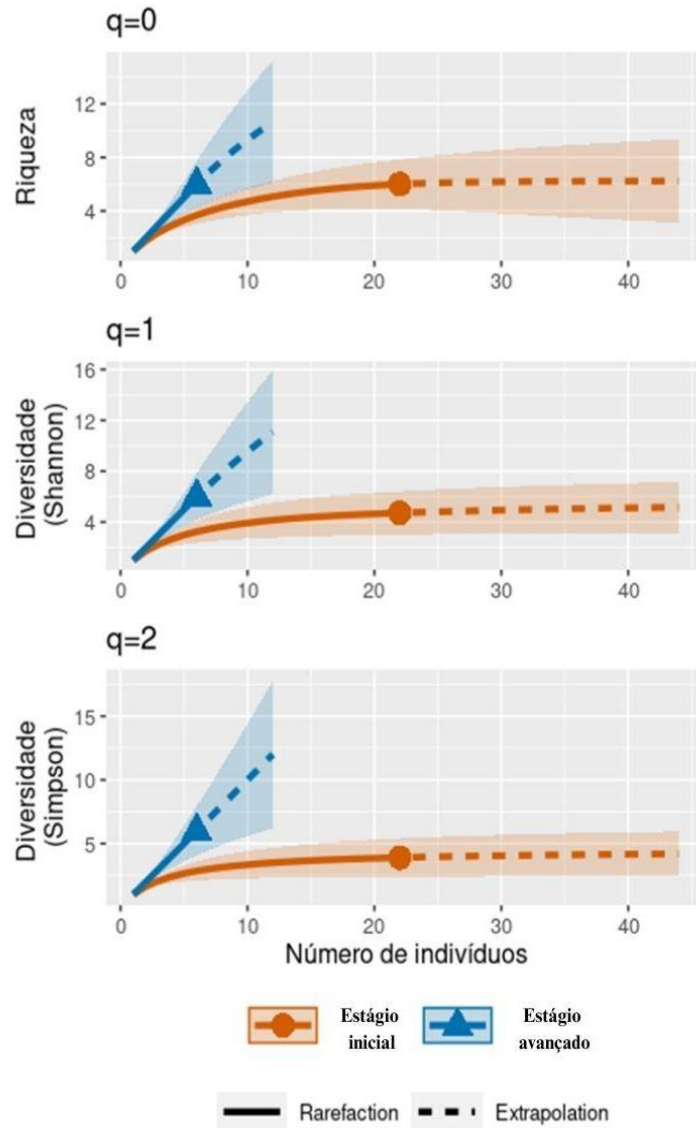 q=0
Riqueza
12
8
4
0 10 20 30 40
q=1
Diversidade
(Shannon)
16
12
8
4
0 10 20 30 40
q=2
Diversidade
(Simpson)
15
10
5
0 10 20 30 40
Número de indivíduos
Estágio
inicial
Estágio
avançado
Rarefaction Extrapolation